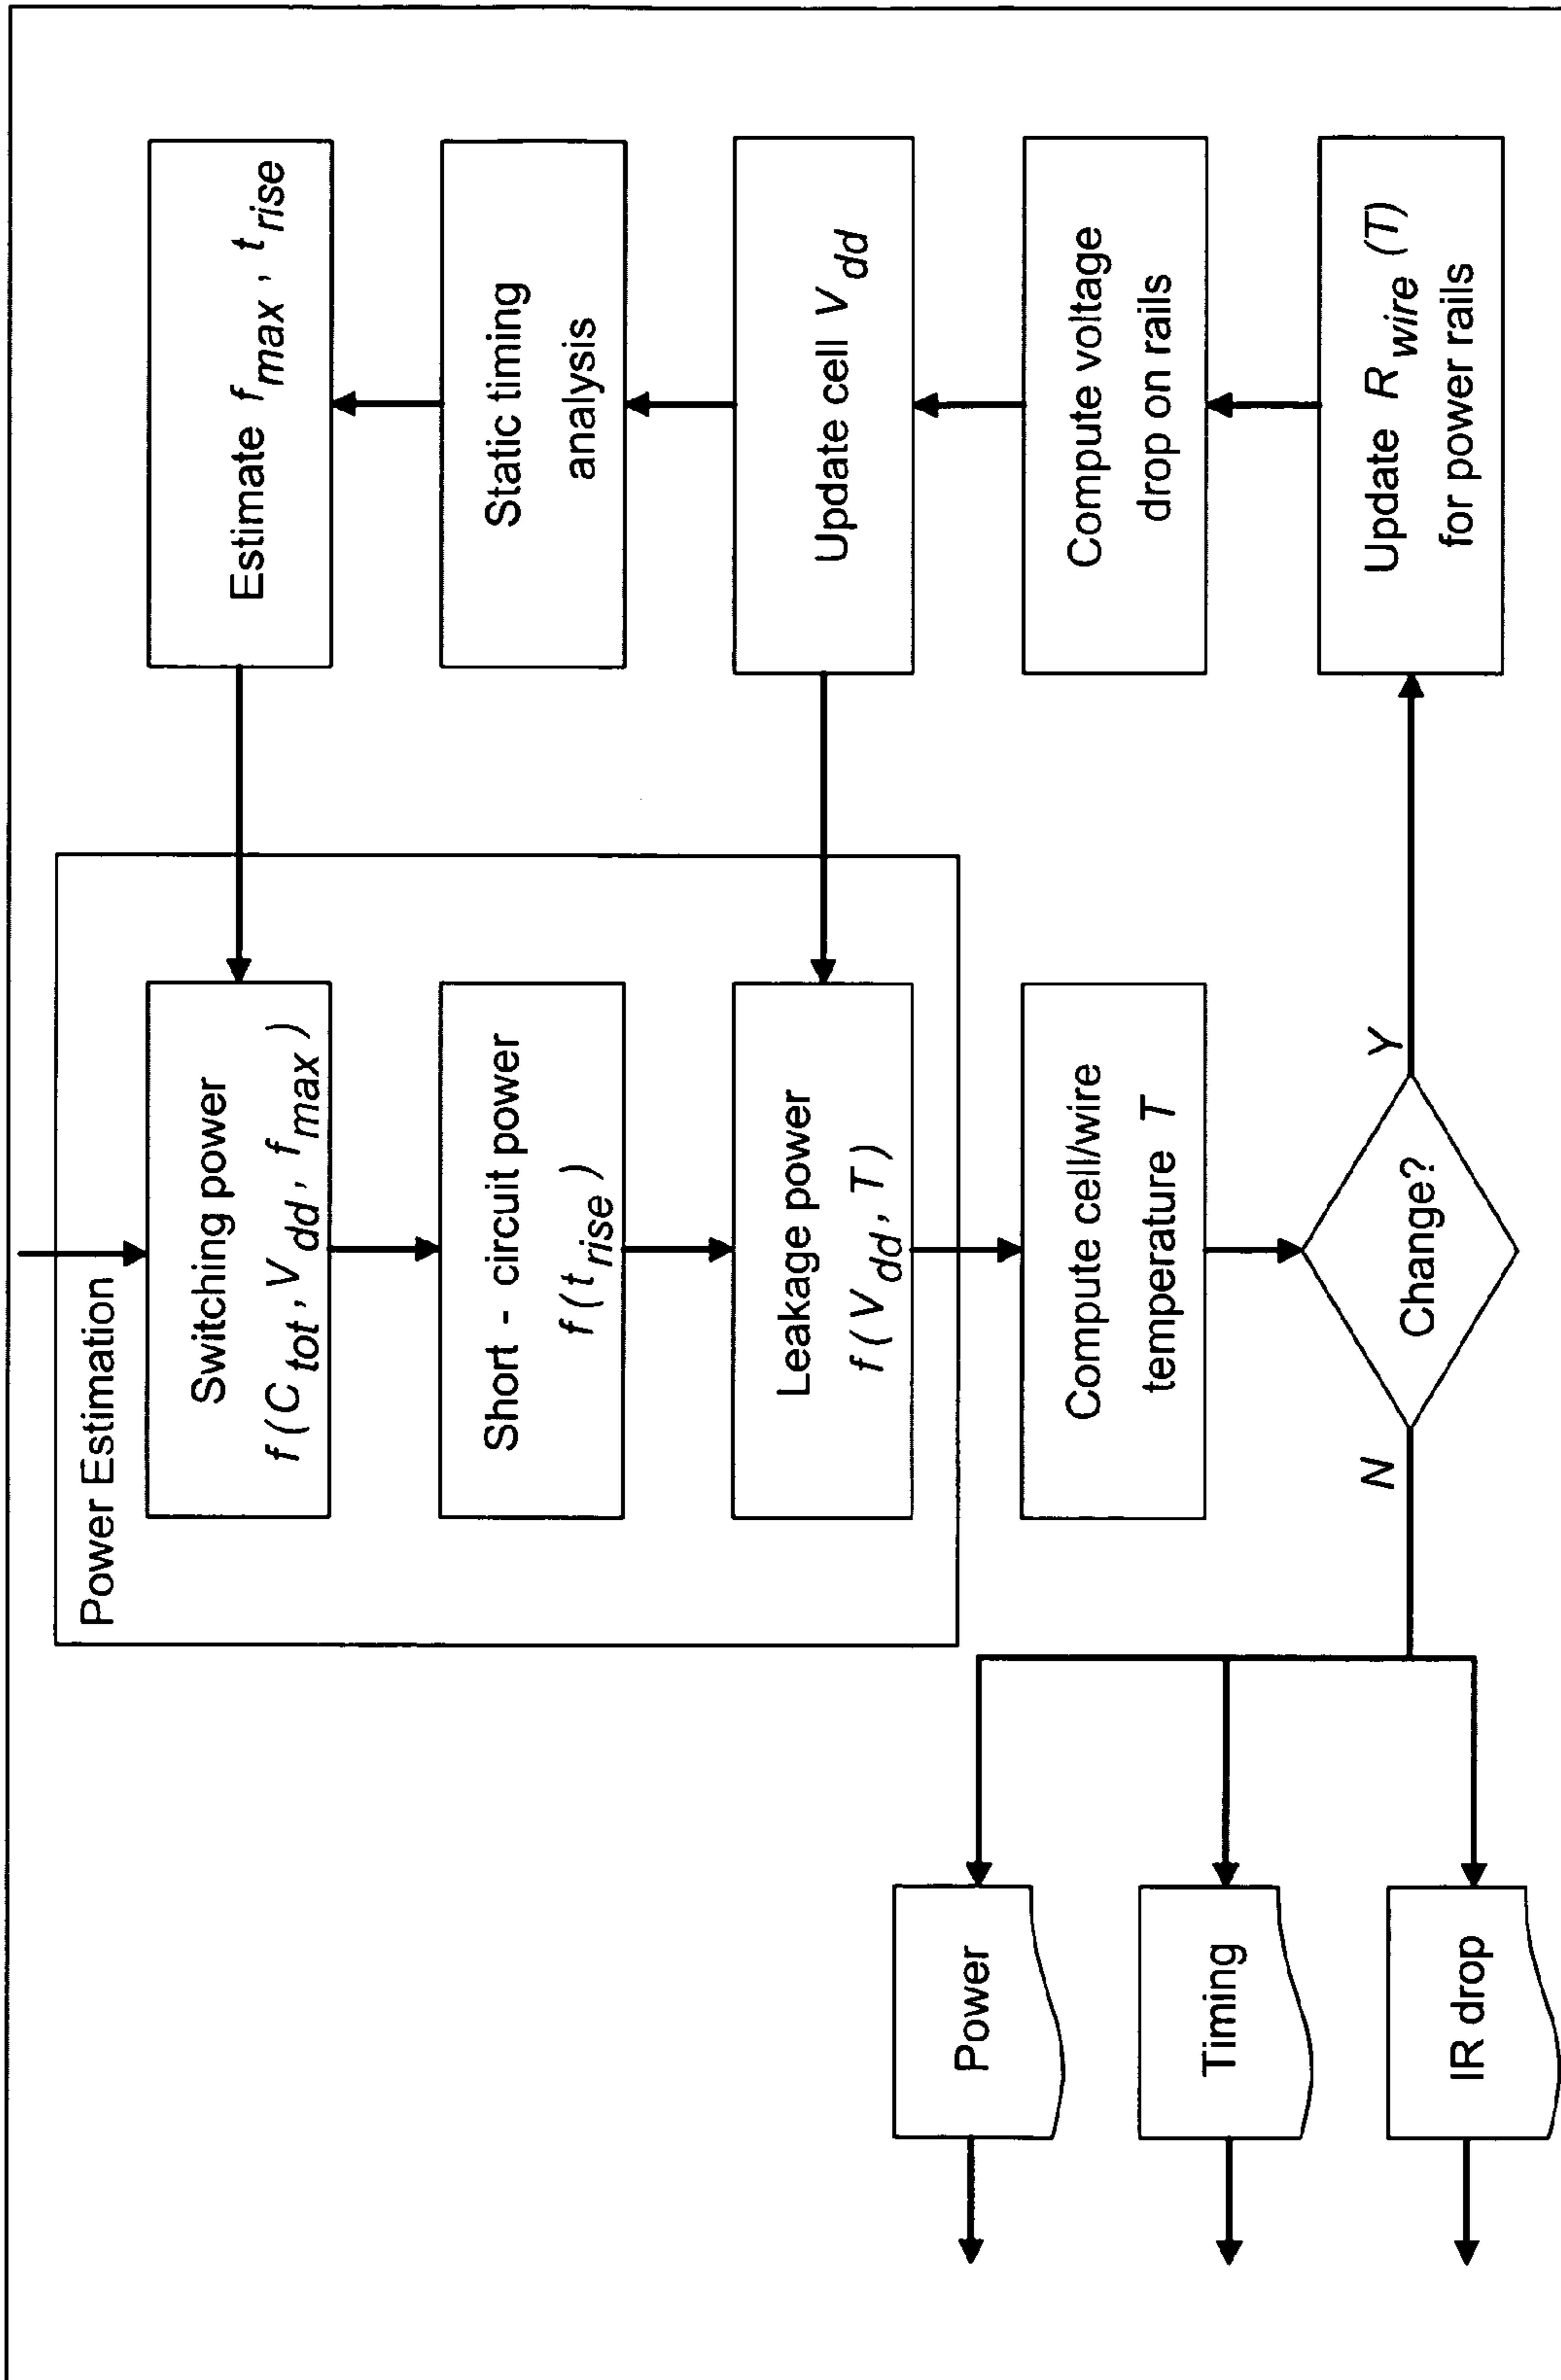 Power Estimation
Switching power
f ( C tot , V dd , f max )
Short - circuit power
f ( t rise )
Leakage power
f ( V dd , T )
Compute cell/wire
temperature T
Change?
N
Y
Estimate f max , t rise
Static timing
analysis
Update cell V dd
Compute voltage
drop on rails
Update R wire (T)
for power rails
Power
Timing
IR drop